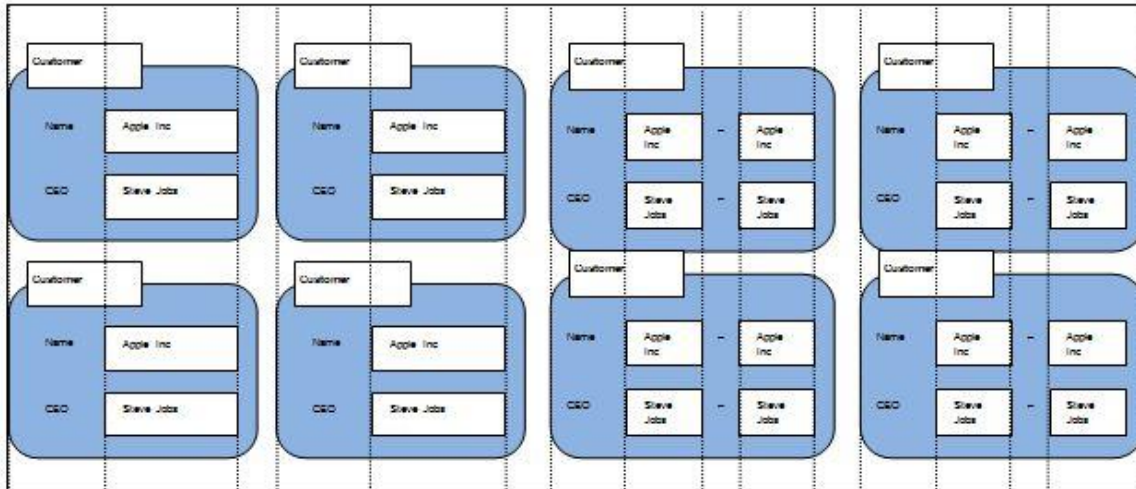 Customer Customer Customer Customer
Name Apple Inc Name Apple Inc Name Apple – Apple Name Apple – Apple
Inc Inc Inc Inc
CEO Steve Jobs CEO Steve Jobs CEO Steve – Steve CEO Steve – Steve
Jobs Jobs Jobs Jobs
Customer Customer Customer Customer
Name Apple Inc Name Apple Inc Name Apple – Apple Name Apple – Apple
Inc Inc Inc Inc
CEO Steve Jobs CEO Steve Jobs CEO Steve – Steve CEO Steve – Steve
Jobs Jobs Jobs Jobs